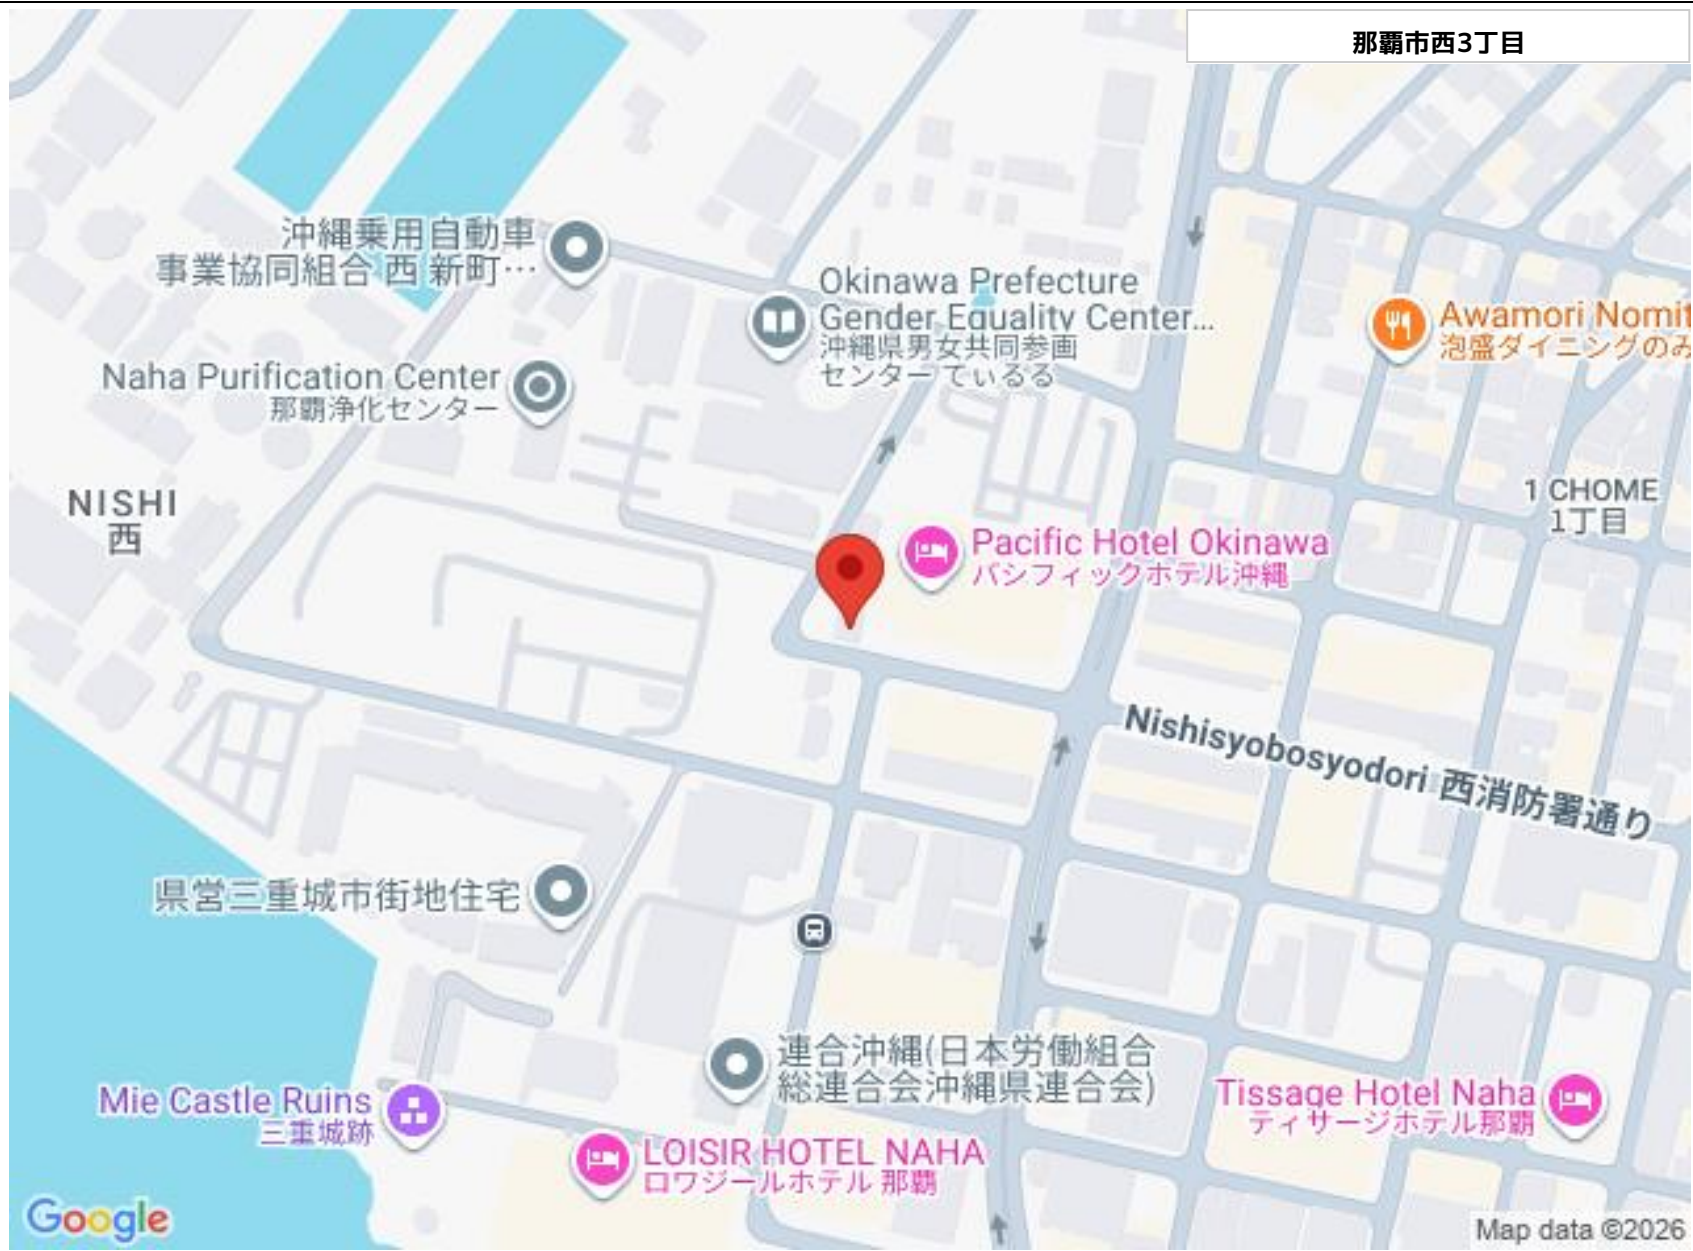 那覇市西3丁目
沖縄乗用自動車
事業協同組合 西 新町…
Okinawa Prefecture
Gender Equality Center...
沖縄県男女共同参画
センター てぃるる
Awamori Nomit
泡盛ダイニングのみ
Naha Purification Center
那覇浄化センター
NISHI
西
1 CHOME
1丁目
Pacific Hotel Okinawa
パシフィックホテル沖縄
Nishisyobosyodori 西消防署通り
県営三重城市街地住宅
連合沖縄(日本労働組合
総連合会沖縄県連合会)
Mie Castle Ruins
三重城跡
Tissage Hotel Naha
ティサージホテル那覇
LOISIR HOTEL NAHA
ロワジールホテル 那覇
Google
Map data ©2026